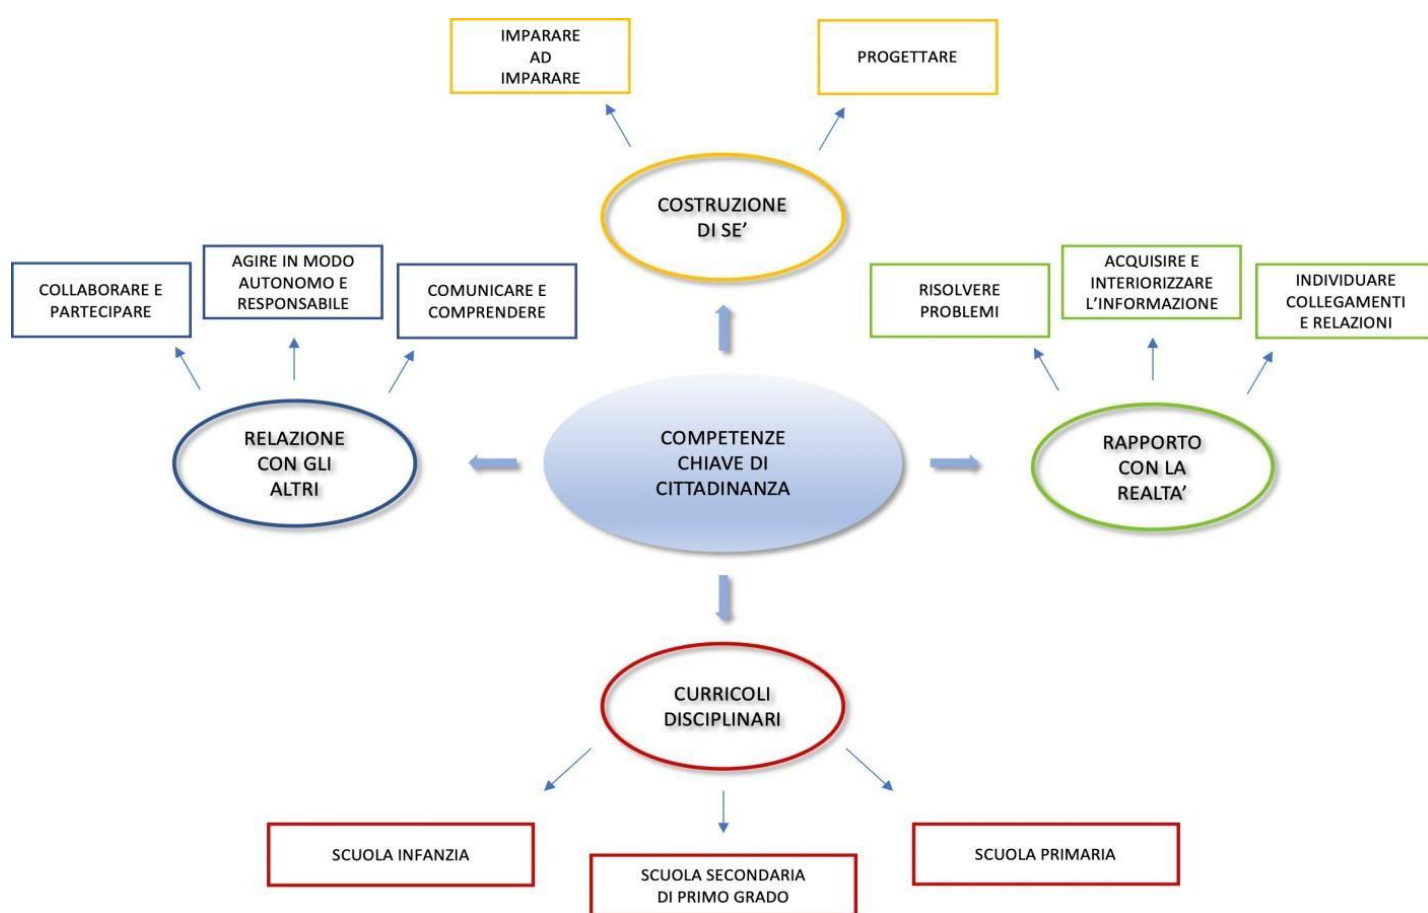 IMPARARE
AD
IMPARARE
PROGETTARE
COSTRUZIONE
DI SE’
COLLABORARE E
PARTECIPARE
AGIRE IN MODO
AUTONOMO E
RESPONSABILE
COMUNICARE E
COMPRENDERE
RISOLVERE
PROBLEMI
ACQUISIRE E
INTERIORIZZARE
L’INFORMAZIONE
INDIVIDUARE
COLLEGAMENTI
E RELAZIONI
RELAZIONE
CON GLI
ALTRI
COMPETENZE
CHIAVE DI
CITTADINANZA
RAPPORTO
CON LA
REALTA’
CURRICOLI
DISCIPLINARI
SCUOLA INFANZIA
SCUOLA SECONDARIA
DI PRIMO GRADO
SCUOLA PRIMARIA